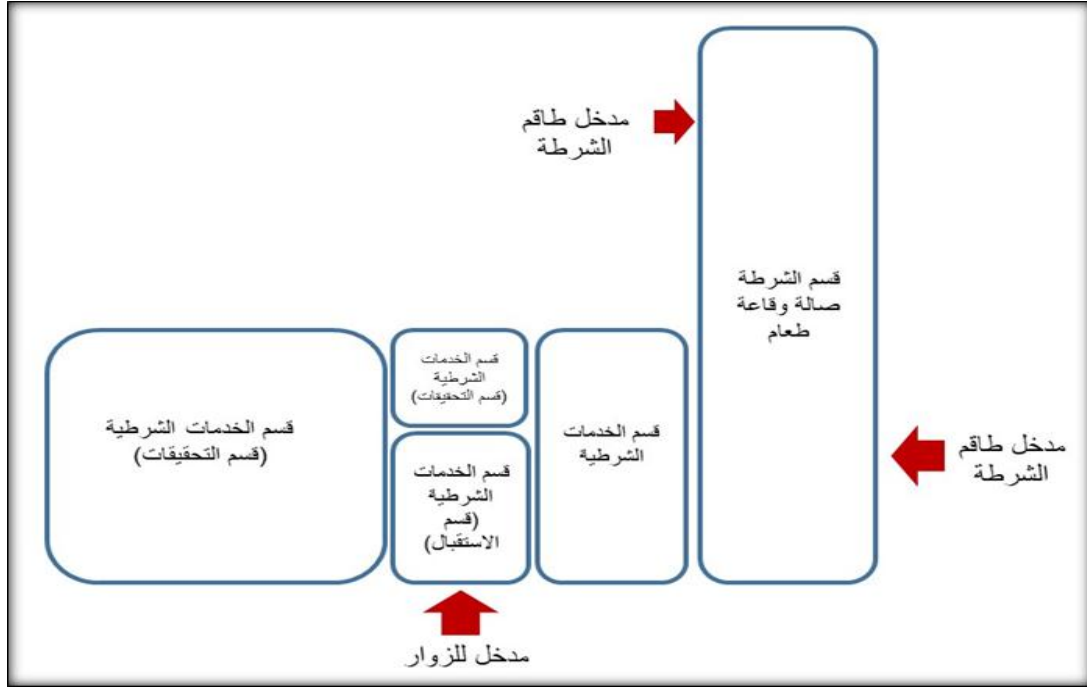 مدخل طاقم
الشرطة
قسم الشرطة
صالة وقاعة
طعام
قسم الخدمات
الشرطية
(قسم التحقيقات)
قسم الخدمات الشرطية
(قسم التحقيقات)
قسم الخدمات
الشرطية
قسم الخدمات
الشرطية
(قسم
الاستقبال)
مدخل طاقم
الشرطة
مدخل للزوار